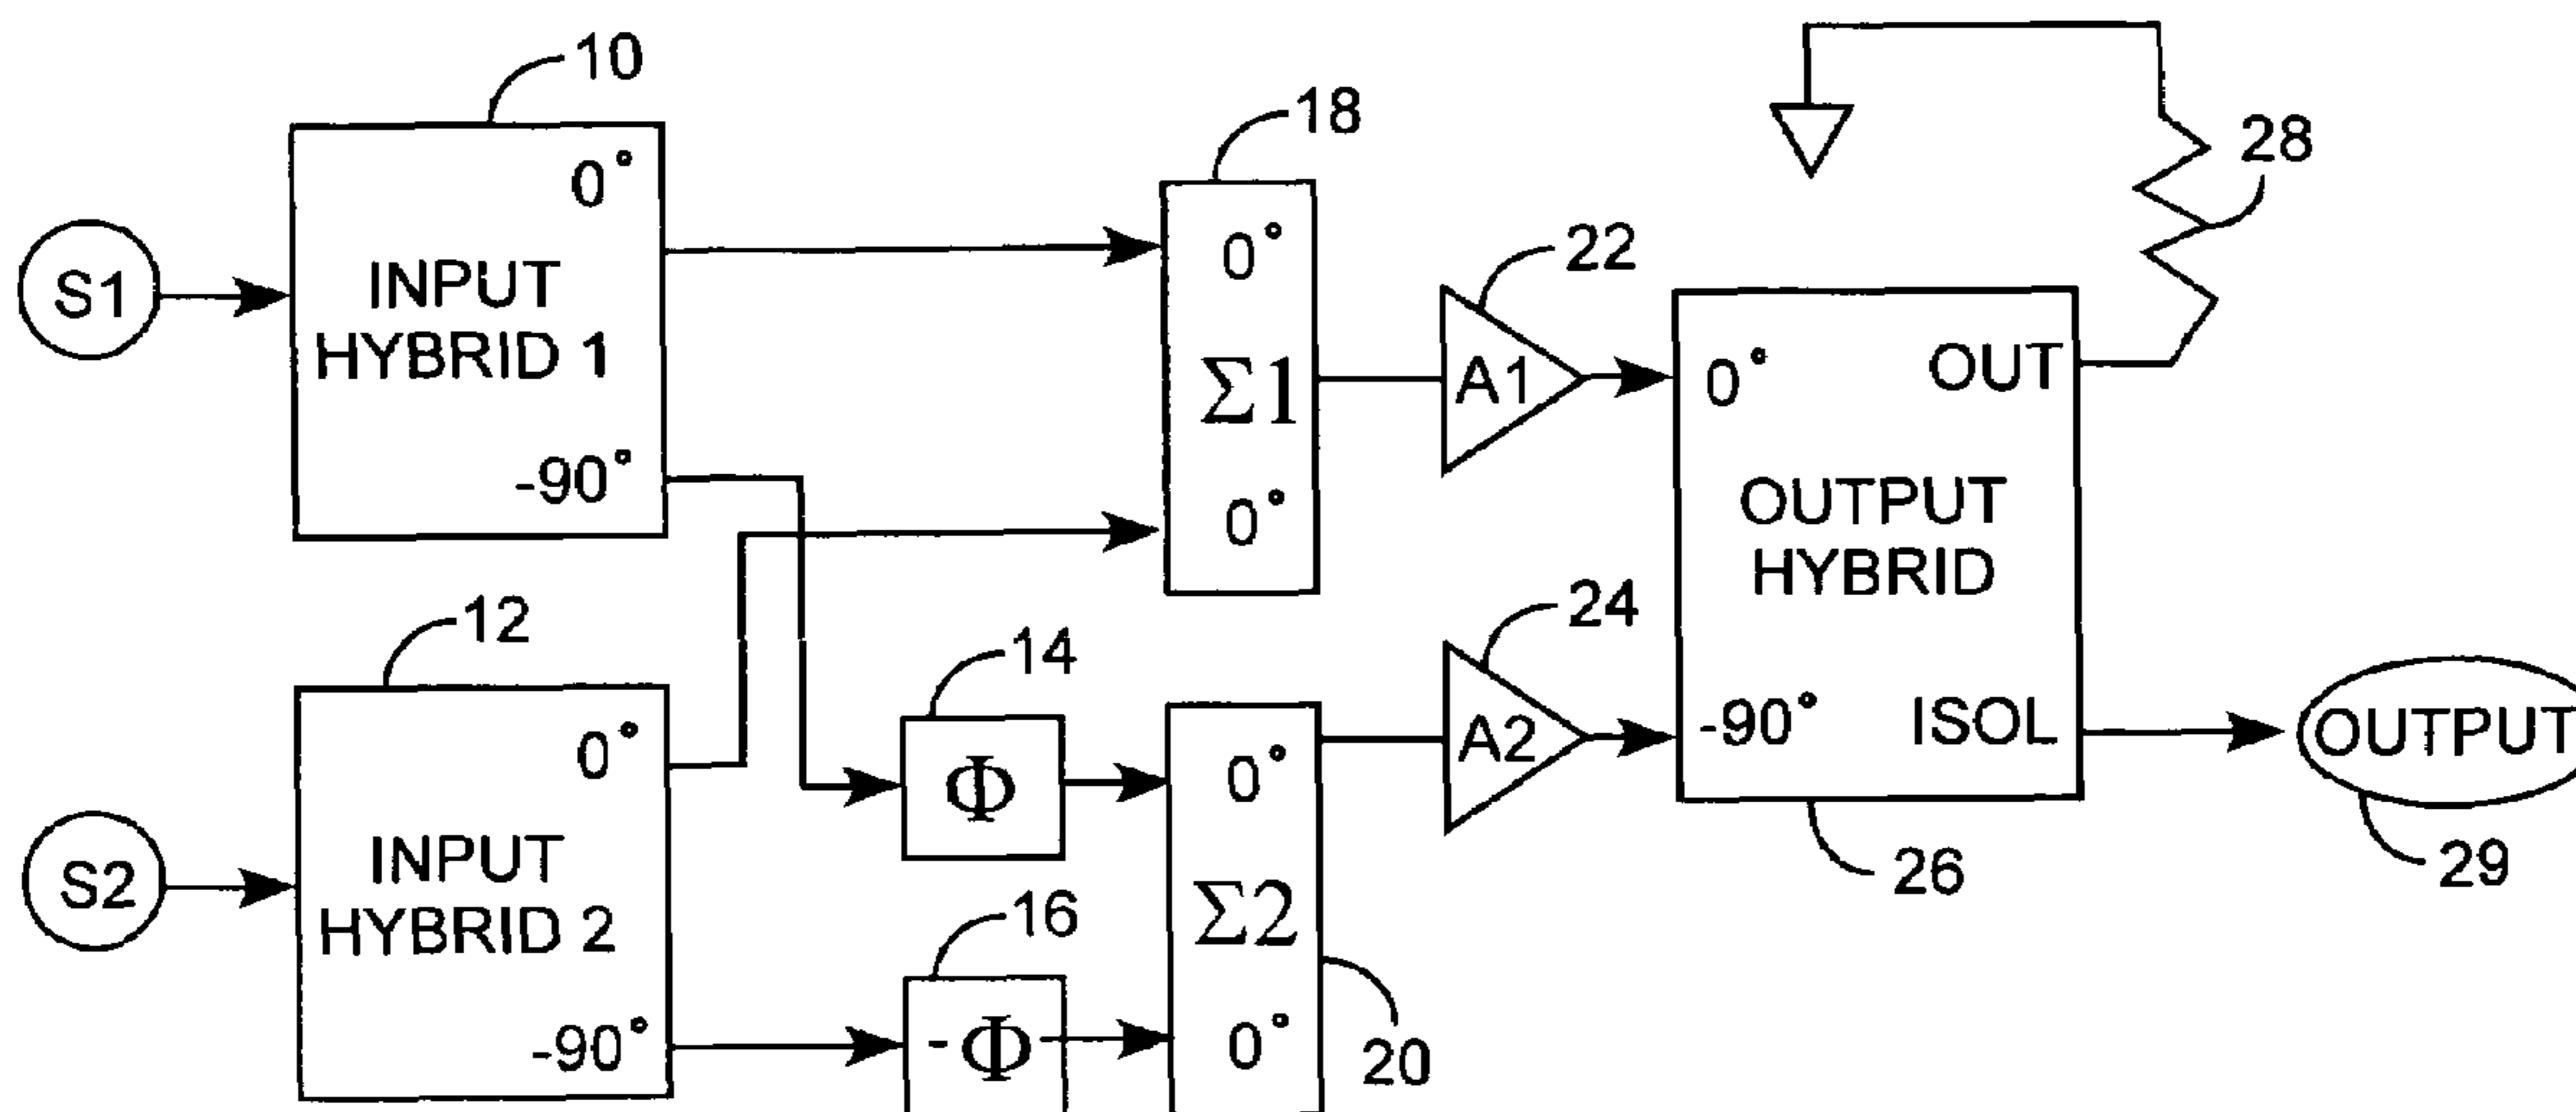 10
0°
S1
INPUT
HYBRID 1
-90°
12
0°
S2
INPUT
HYBRID 2
-90°
14
Φ
16
-Φ
18
0°
Σ1
0°
0°
Σ2
0°
20
22
A1
24
A2
0°
OUT
OUTPUT
HYBRID
-90°
ISOL
26
28
OUTPUT
29